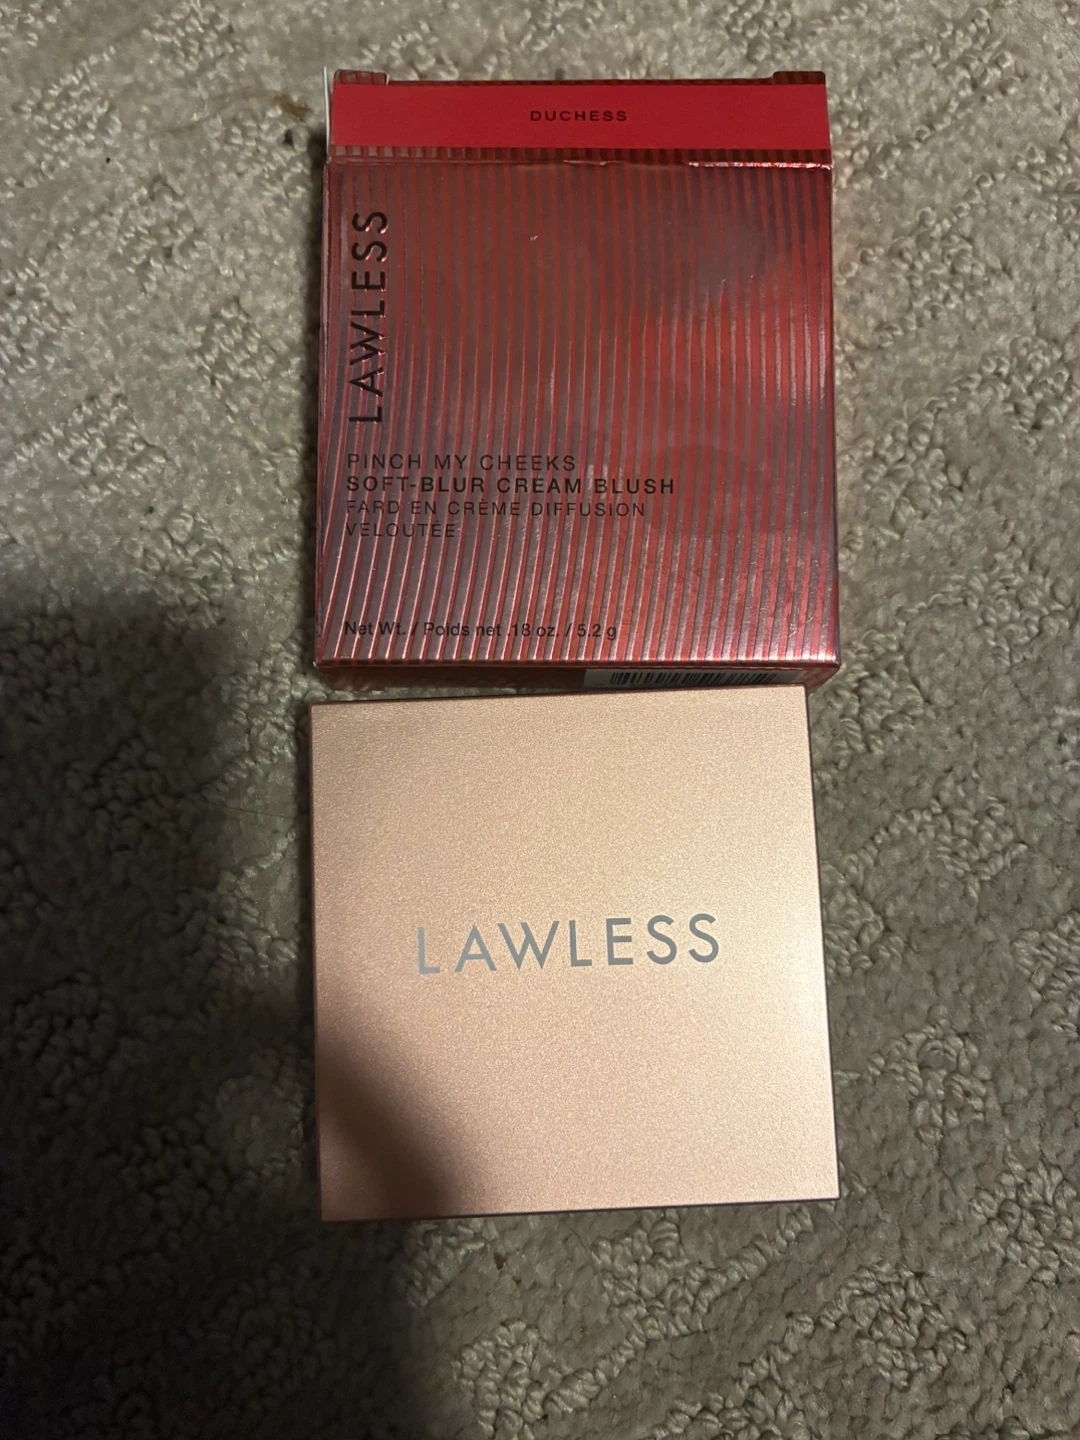 DUCHESS
LAWLESS
PINCH MY CHEEKS
SOFT-BLUR CREAM BLUSH
FARD EN CRÈME DIFFUSION
VELOUTÉE
Net Wt. / Poids net .18 oz. / 5.2 g
LAWLESS